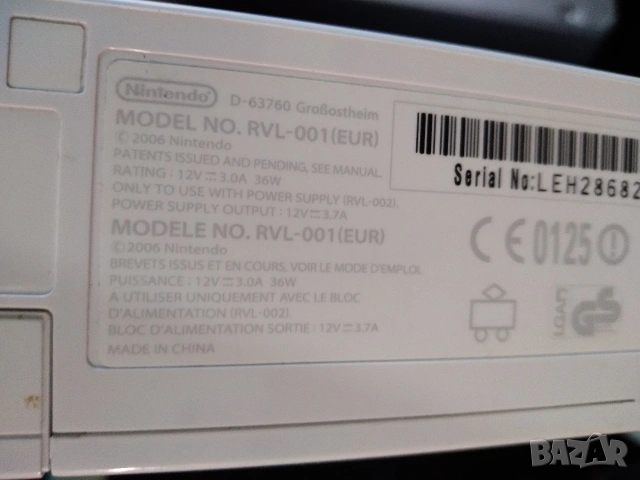 Nintendo D-63760 Großostheim
MODEL NO. RVL-001(EUR)
©2006 Nintendo
PATENTS ISSUED AND PENDING, SEE MANUAL.
RATING : 12V⎓3.0A 36W
ONLY TO USE WITH POWER SUPPLY (RVL-002).
POWER SUPPLY OUTPUT : 12V⎓3.7A
MODELE NO. RVL-001(EUR)
©2006 Nintendo
BREVETS ISSUS ET EN COURS, VOIR LE MODE D'EMPLOI.
PUISSANCE : 12V⎓3.0A 36W
A UTILISER UNIQUEMENT AVEC LE BLOC
D'ALIMENTATION (RVL-002).
BLOC D'ALIMENTATION SORTIE : 12V⎓3.7A
MADE IN CHINA
Serial No:LEH28682
CE0125
GS
BAZAR